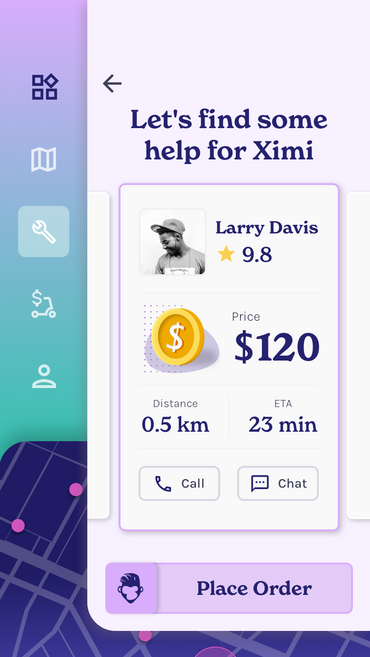 Let's find some
help for Ximi
Larry Davis
9.8
$
Price
$120
Distance
0.5 km
ETA
23 min
Call
Chat
Place Order